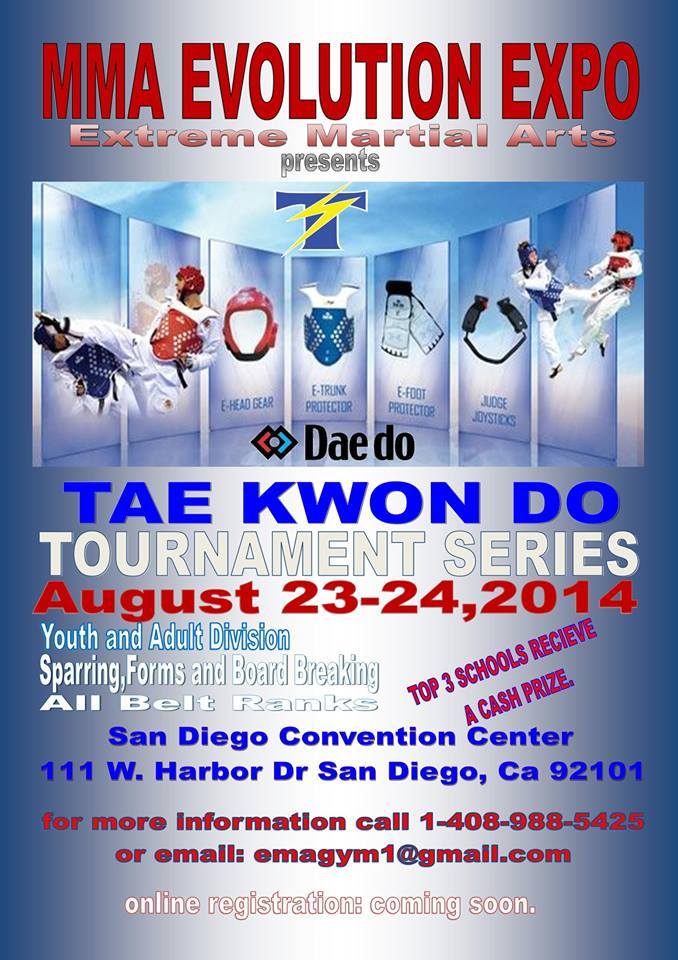 MMA EVOLUTION EXPO
Extreme Martial Arts
presents
T
E-HEAD GEAR
E-TRUNK
PROTECTOR
E-FOOT
PROTECTOR
JUDGE
JOYSTICKS
Dae do
TAE KWON DO
TOURNAMENT SERIES
August 23-24,2014
Youth and Adult Division
Sparring,Forms and Board Breaking
All Belt Ranks
TOP 3 SCHOOLS RECIEVE
A CASH PRIZE.
San Diego Convention Center
111 W. Harbor Dr San Diego, Ca 92101
for more information call 1-408-988-5425
or email: emagym1@gmail.com
online registration: coming soon.